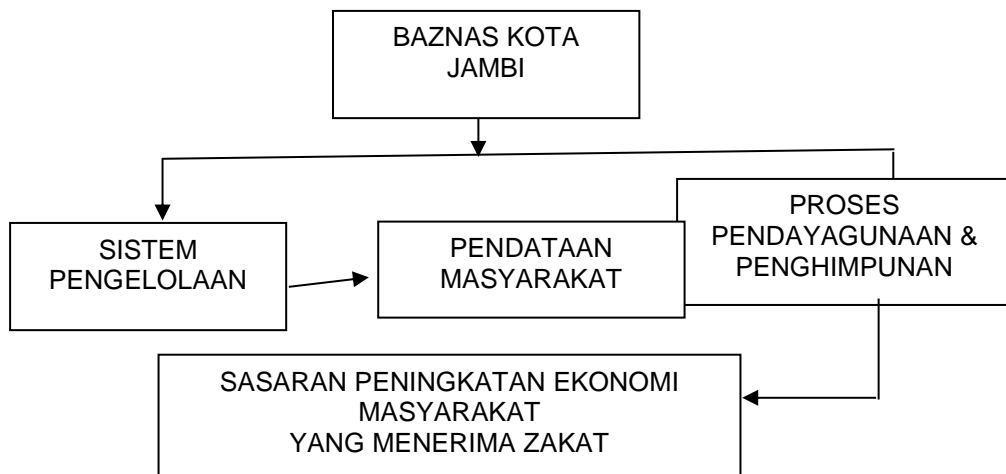 BAZNAS KOTA
JAMBI
SISTEM
PENGELOLAAN
PENDATAAN
MASYARAKAT
PROSES
PENDAYAGUNAAN &
PENGHIMPUNAN
SASARAN PENINGKATAN EKONOMI
MASYARAKAT
YANG MENERIMA ZAKAT